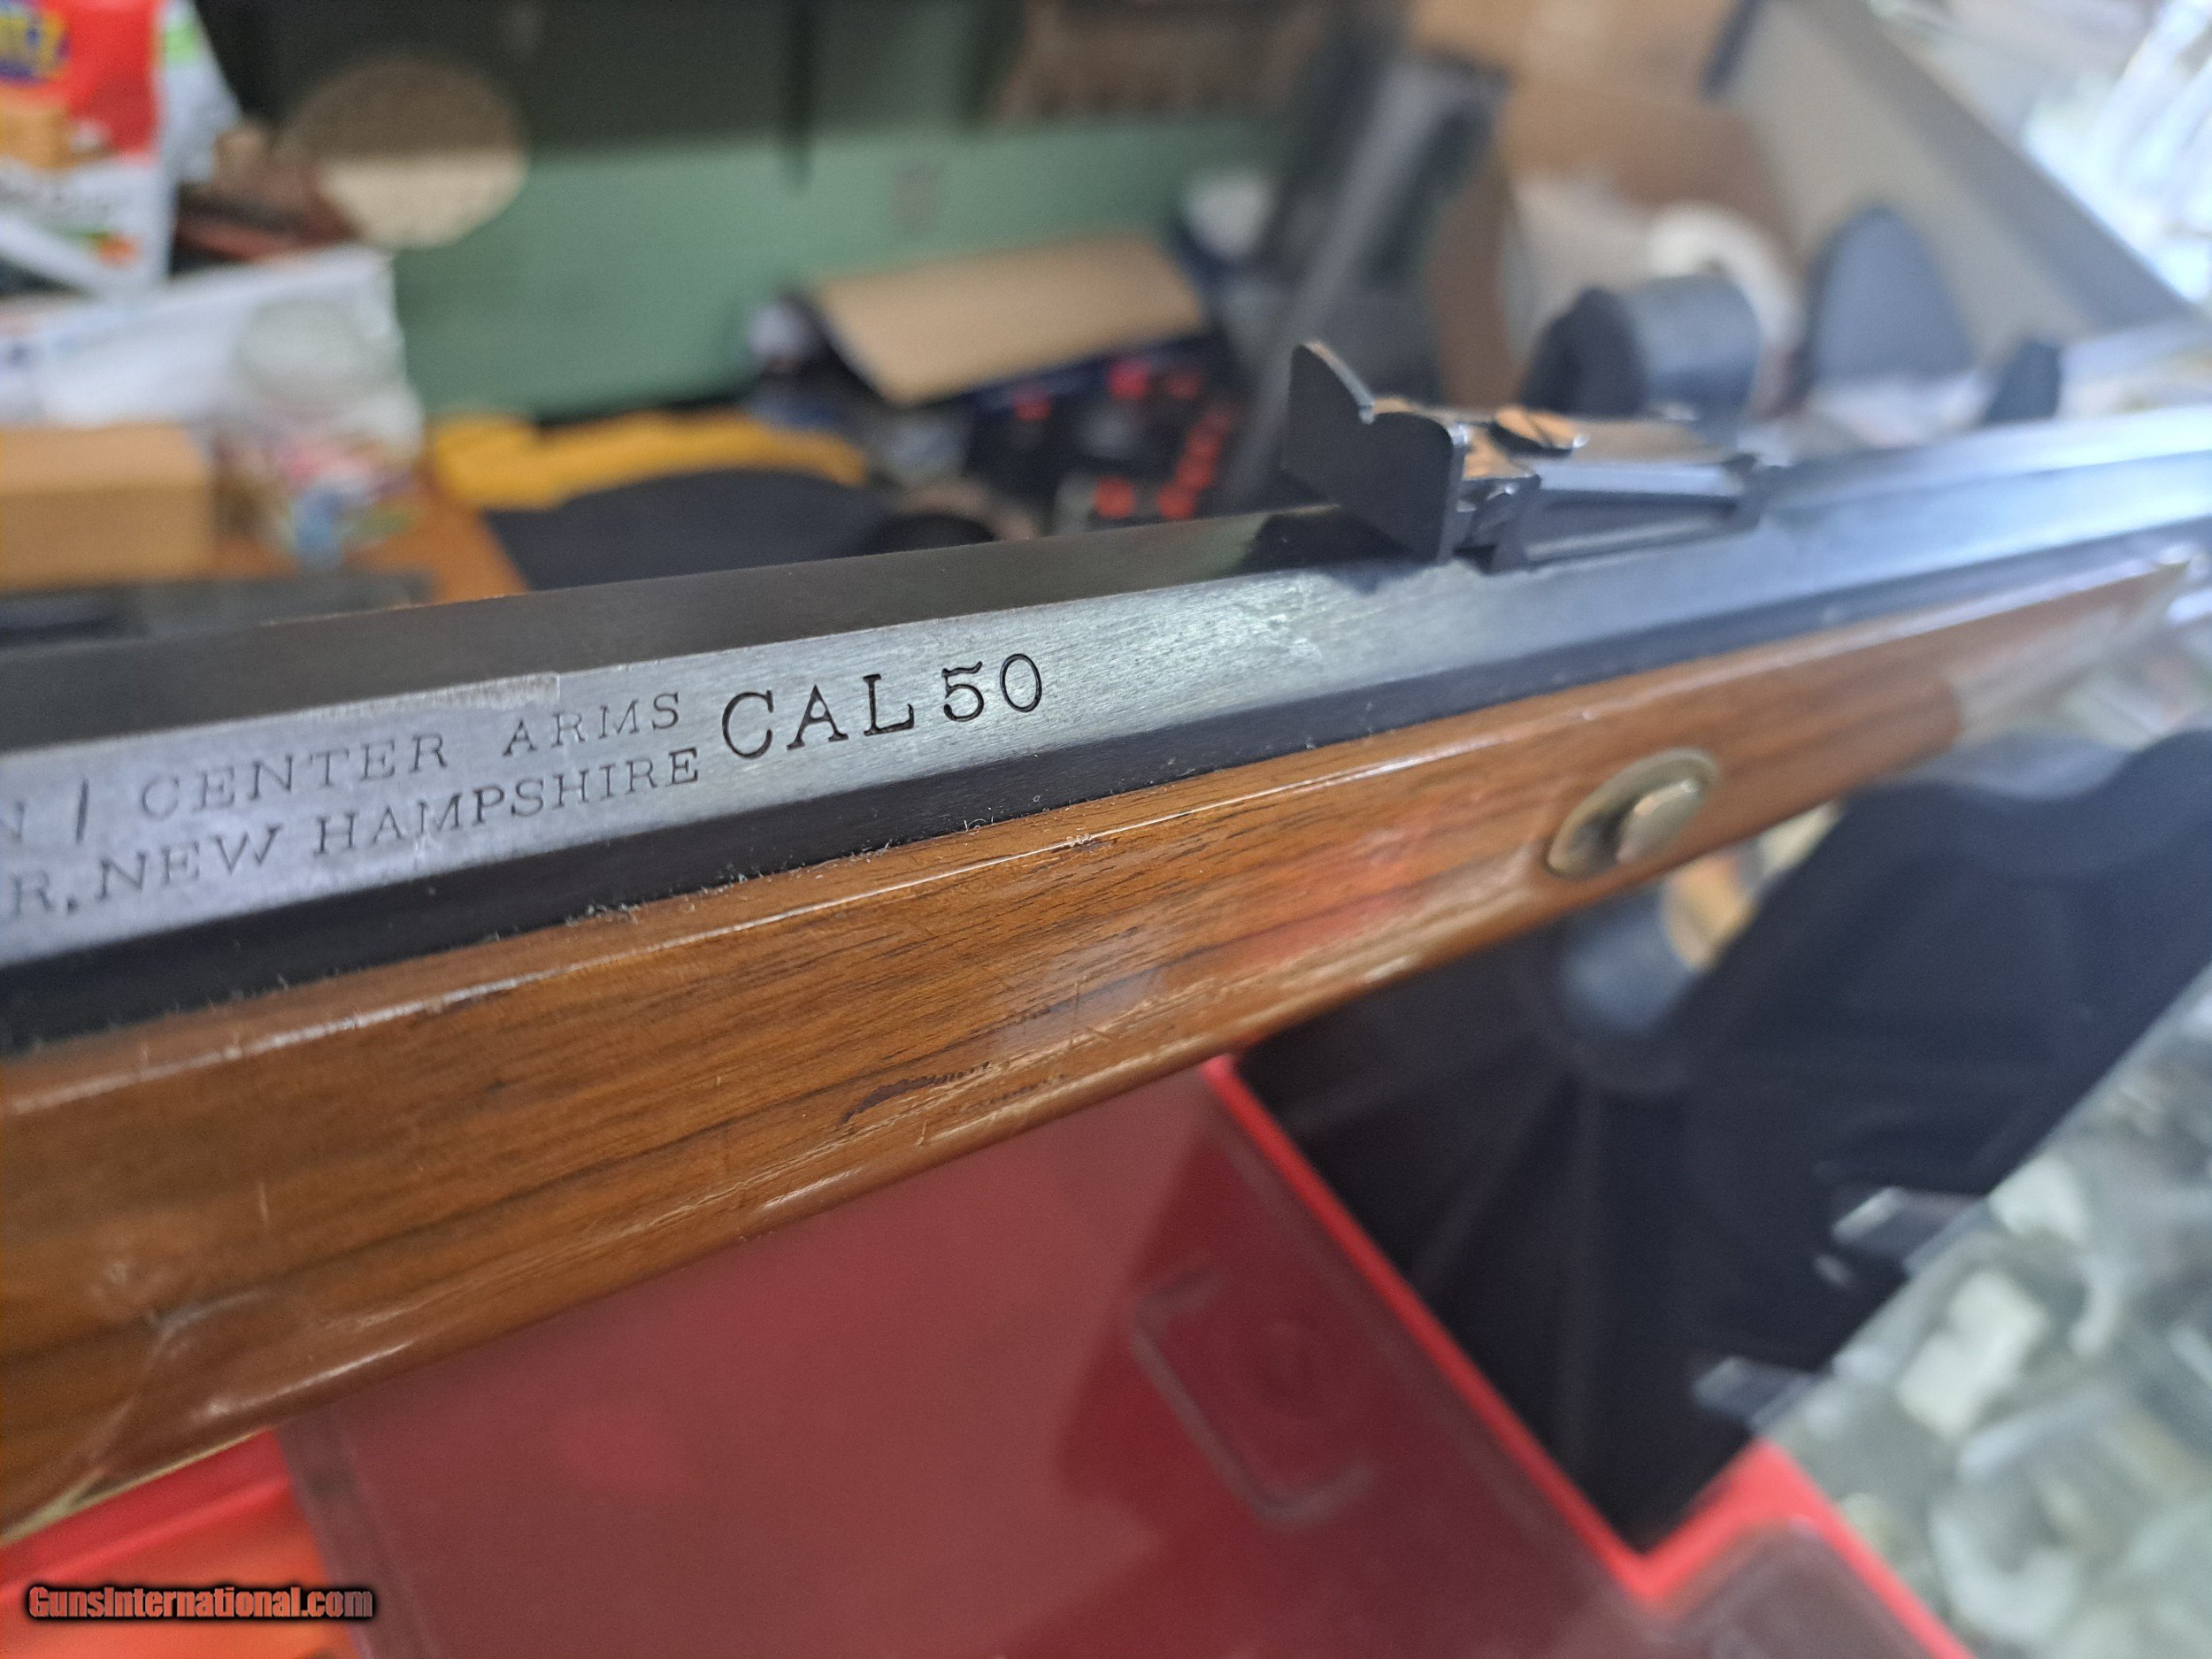 N / CENTER ARMS
R, NEW HAMPSHIRE CAL 50
GunsInternational.com